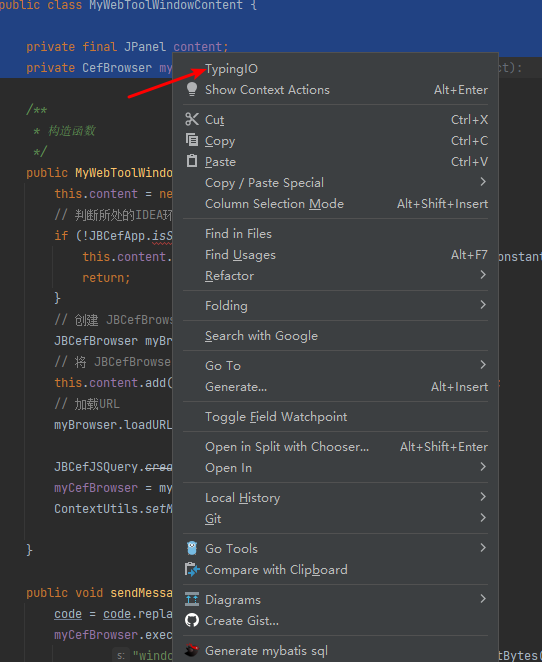 public class MyWebToolWindowContent {
private final JPanel content;
private CefBrowser my ect):
TypingIO
Show Context Actions Alt+Enter
/**
* 构造函数
*/
Cut Ctrl+X
Copy Ctrl+C
Paste Ctrl+V
Copy / Paste Special
Column Selection Mode Alt+Shift+Insert
public MyWebToolWindow
this.content = ne
// 判断所处的IDEA环
if (!JBCefApp.isS
this.content. onstant
return;
}
// 创建 JBCefBrows
JBCefBrowser myBr
// 将 JBCefBrowse
this.content.add(
// 加载URL
myBrowser.loadURL
JBCefJSQuery.crea
myCefBrowser = my
ContextUtils.setM
}
Find in Files
Find Usages Alt+F7
Refactor
Folding
Search with Google
Go To
Generate... Alt+Insert
Toggle Field Watchpoint
Open in Split with Chooser... Alt+Shift+Enter
Open In
Local History
Git
Go Tools
Compare with Clipboard
Diagrams
Create Gist...
Generate mybatis sql
public void sendMessa
code = code.repla
myCefBrowser.exec
s: "windo tBytes(